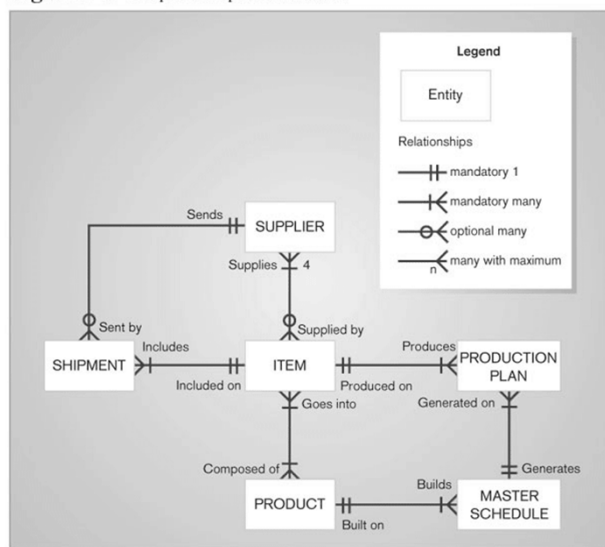 Legend
Entity
Relationships
mandatory 1
mandatory many
optional many
n many with maximum
Sends
SUPPLIER
Supplies 4
Sent by
Supplied by
SHIPMENT
Includes
Included on
ITEM
Produces
Produced on
PRODUCTION
PLAN
Goes into
Generated on
Composed of
Generates
PRODUCT
Builds
Built on
MASTER
SCHEDULE